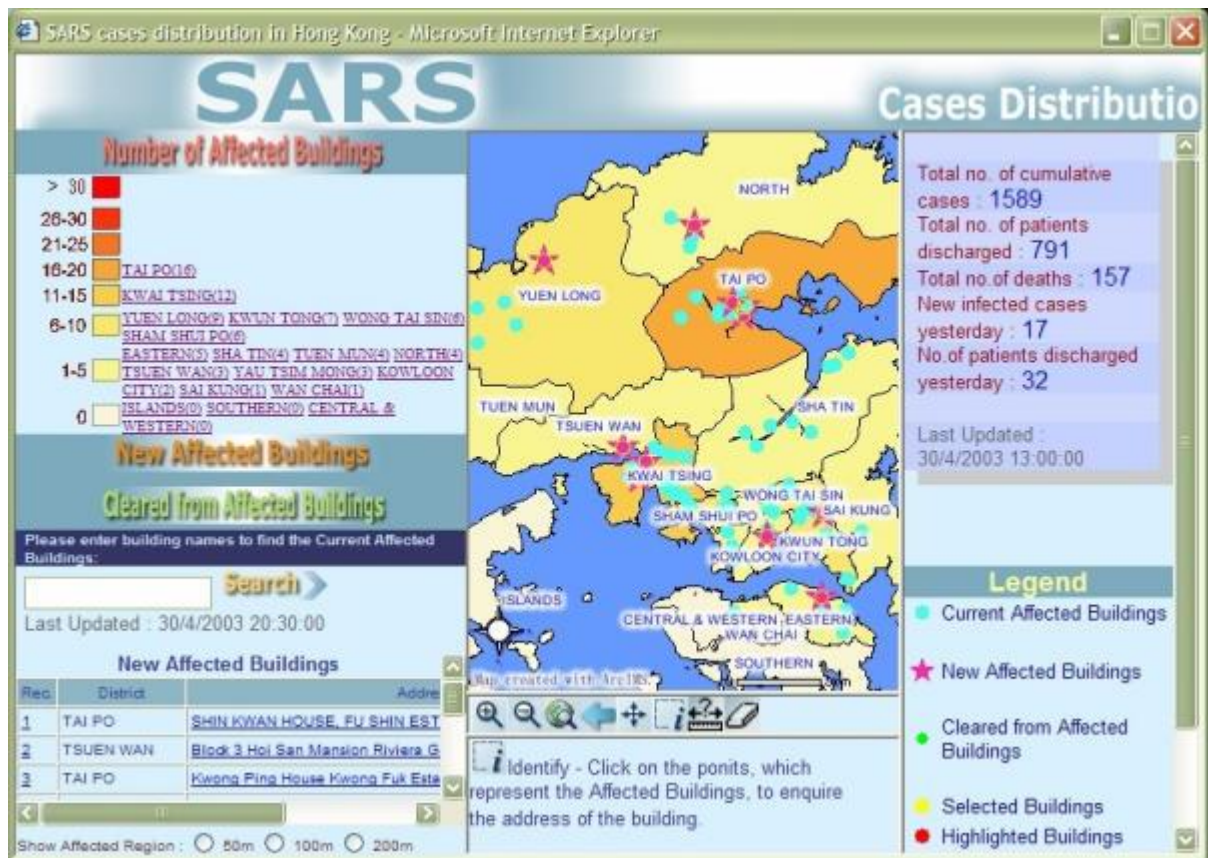 SARS cases distribution in Hong Kong - Microsoft Internet Explorer
SARS
Cases Distributio
Number of Affected Buildings
> 30
26-30
21-25
16-20 TAI PO(16)
11-15 KWAI TSING(12)
6-10 YUEN LONG(9) KWUN TONG(7) WONG TAI SIN(6)
SHAM SHUI PO(6)
EASTERN(5) SHA TIN(4) TUEN MUN(4) NORTH(4)
1-5 TSUEN WAN(3) YAU TSIM MONG(3) KOWLOON
CITY(2) SAI KUNG(1) WAN CHAI(1)
0 ISLANDS(0) SOUTHERN(0) CENTRAL &
WESTERN(0)
New Affected Buildings
Cleared from Affected Buildings
Please enter building names to find the Current Affected
Buildings:
Search
Last Updated : 30/4/2003 20:30:00
New Affected Buildings
Rec. District Addre
1 TAI PO SHIN KWAN HOUSE, FU SHIN EST
2 TSUEN WAN Block 3 Hoi San Mansion Riviera G
3 TAI PO Kwong Ping House Kwong Fuk Esta
Show Affected Region : 50m 100m 200m
NORTH
TAI PO
YUEN LONG
TUEN MUN
SHA TIN
TSUEN WAN
KWAI TSING
WONG TAI SIN
SHAM SHUI PO
SAI KUNG
KWUN TONG
KOWLOON CITY
ISLANDS
CENTRAL & WESTERN
EASTERN
WAN CHAI
SOUTHERN
Map created with ArcIMS
i
?
i Identify - Click on the ponits, which
represent the Affected Buildings, to enquire
the address of the building.
Total no. of cumulative
cases : 1589
Total no. of patients
discharged : 791
Total no.of deaths : 157
New infected cases
yesterday : 17
No.of patients discharged
yesterday : 32
Last Updated :
30/4/2003 13:00:00
Legend
Current Affected Buildings
New Affected Buildings
Cleared from Affected
Buildings
Selected Buildings
Highlighted Buildings